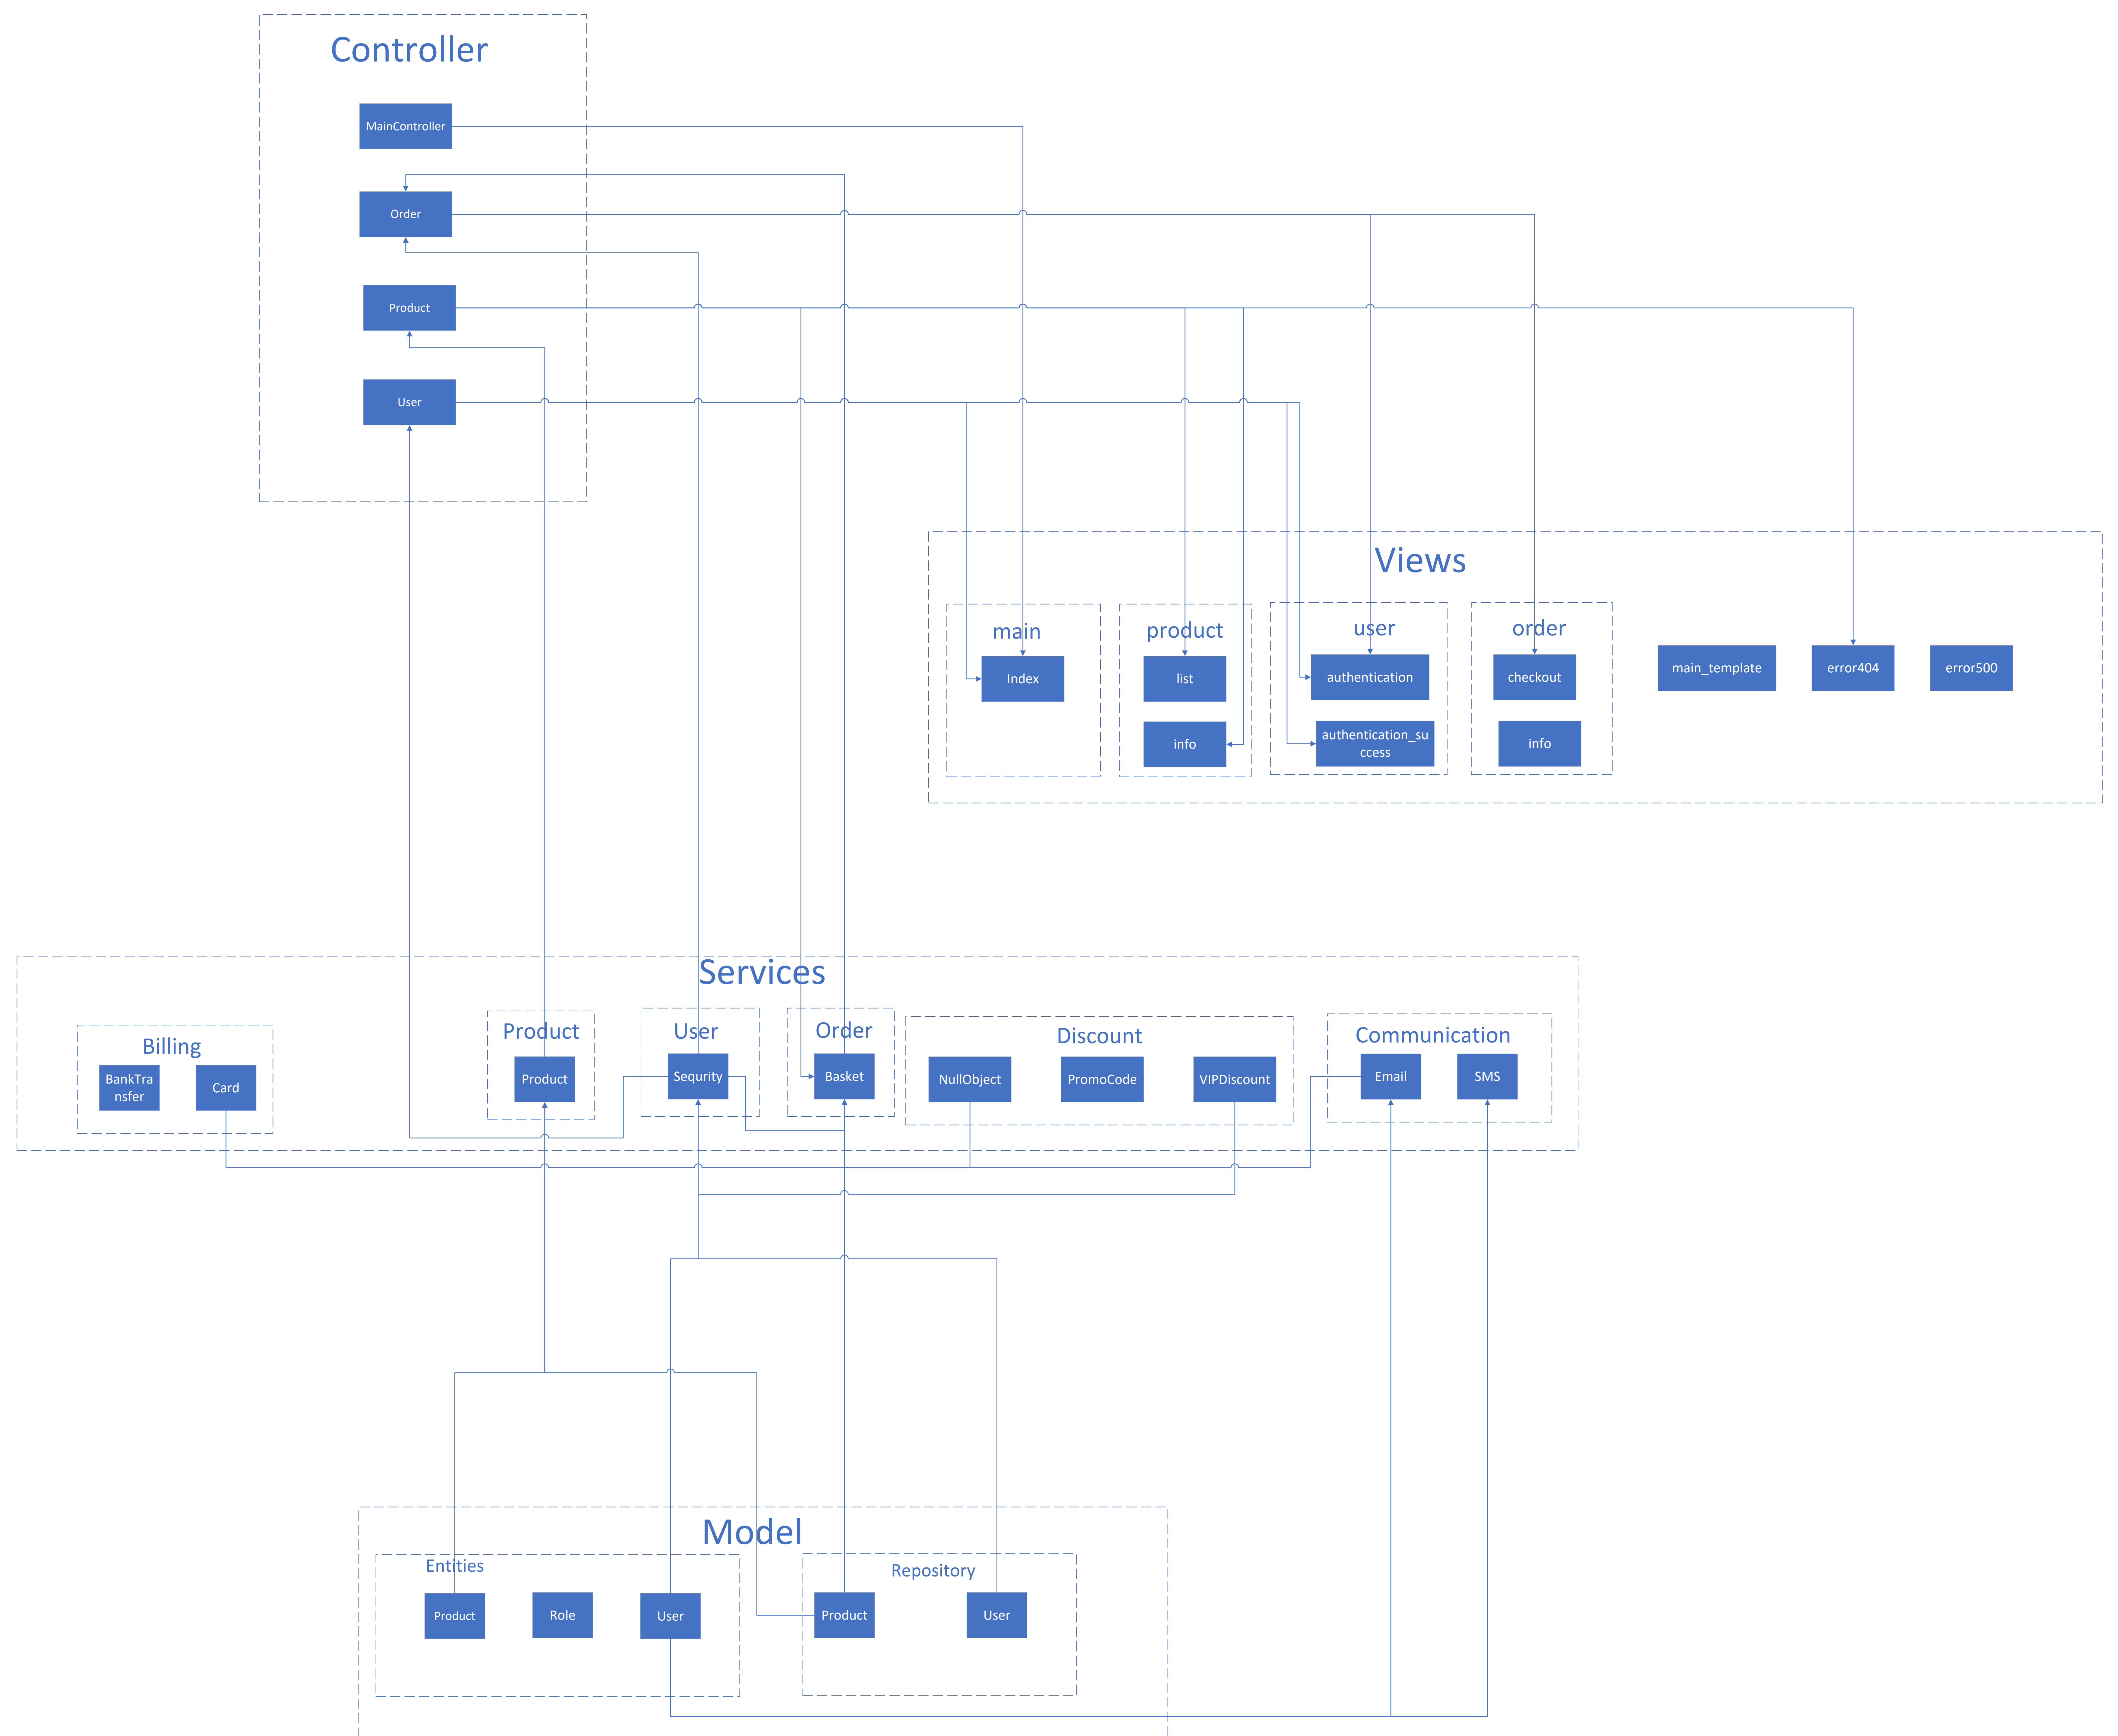 Controller
MainController
Order
Product
User
Views
main
Index
product
list
info
user
authentication
authentication_su
ccess
order
checkout
info
main_template
error404
error500
Services
Billing
BankTra
nsfer
Card
Product
Product
User
Sequrity
Order
Basket
Discount
NullObject
PromoCode
VIPDiscount
Communication
Email
SMS
Model
Entities
Product
Role
User
Repository
Product
User